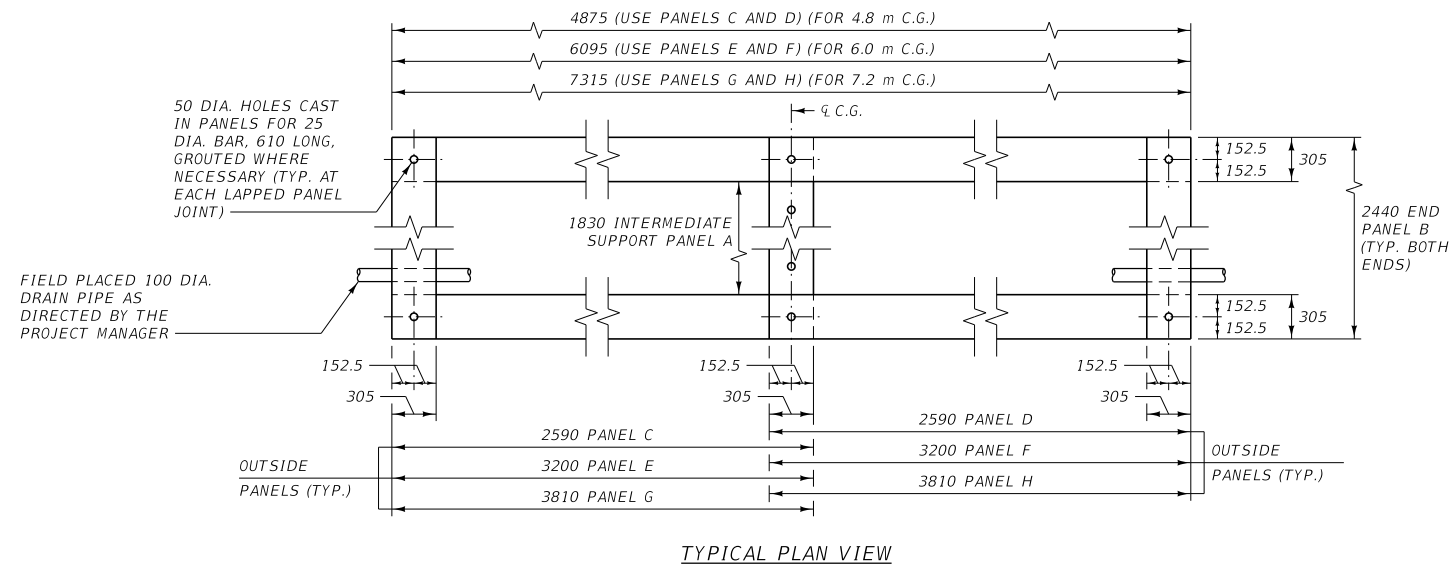 4875 (USE PANELS C AND D) (FOR 4.8 m C.G.)
6095 (USE PANELS E AND F) (FOR 6.0 m C.G.)
7315 (USE PANELS G AND H) (FOR 7.2 m C.G.)
50 DIA. HOLES CAST
IN PANELS FOR 25
DIA. BAR, 610 LONG,
GROUTED WHERE
NECESSARY (TYP. AT
EACH LAPPED PANEL
JOINT)
℄ C.G.
152.5
152.5
305
1830 INTERMEDIATE
SUPPORT PANEL A
2440 END
PANEL B
(TYP. BOTH
ENDS)
FIELD PLACED 100 DIA.
DRAIN PIPE AS
DIRECTED BY THE
PROJECT MANAGER
152.5
152.5
305
152.5
152.5
152.5
305
305
305
2590 PANEL C
2590 PANEL D
3200 PANEL E
3200 PANEL F
3810 PANEL G
3810 PANEL H
OUTSIDE
PANELS (TYP.)
OUTSIDE
PANELS (TYP.)
TYPICAL PLAN VIEW